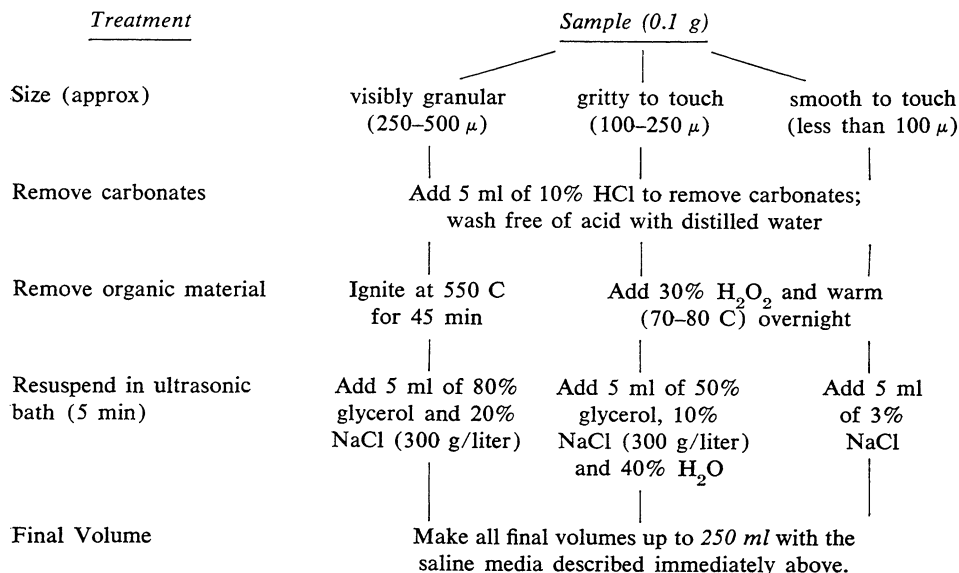 Treatment
Sample (0.1 g)
Size (approx)
visibly granular
(250–500 μ)
gritty to touch
(100–250 μ)
smooth to touch
(less than 100 μ)
Remove carbonates
Add 5 ml of 10% HCl to remove carbonates;
wash free of acid with distilled water
Remove organic material
Ignite at 550 C
for 45 min
Add 30% H₂O₂ and warm
(70–80 C) overnight
Resuspend in ultrasonic
bath (5 min)
Add 5 ml of 80%
glycerol and 20%
NaCl (300 g/liter)
Add 5 ml of 50%
glycerol, 10%
NaCl (300 g/liter)
and 40% H₂O
Add 5 ml
of 3%
NaCl
Final Volume
Make all final volumes up to 250 ml with the
saline media described immediately above.